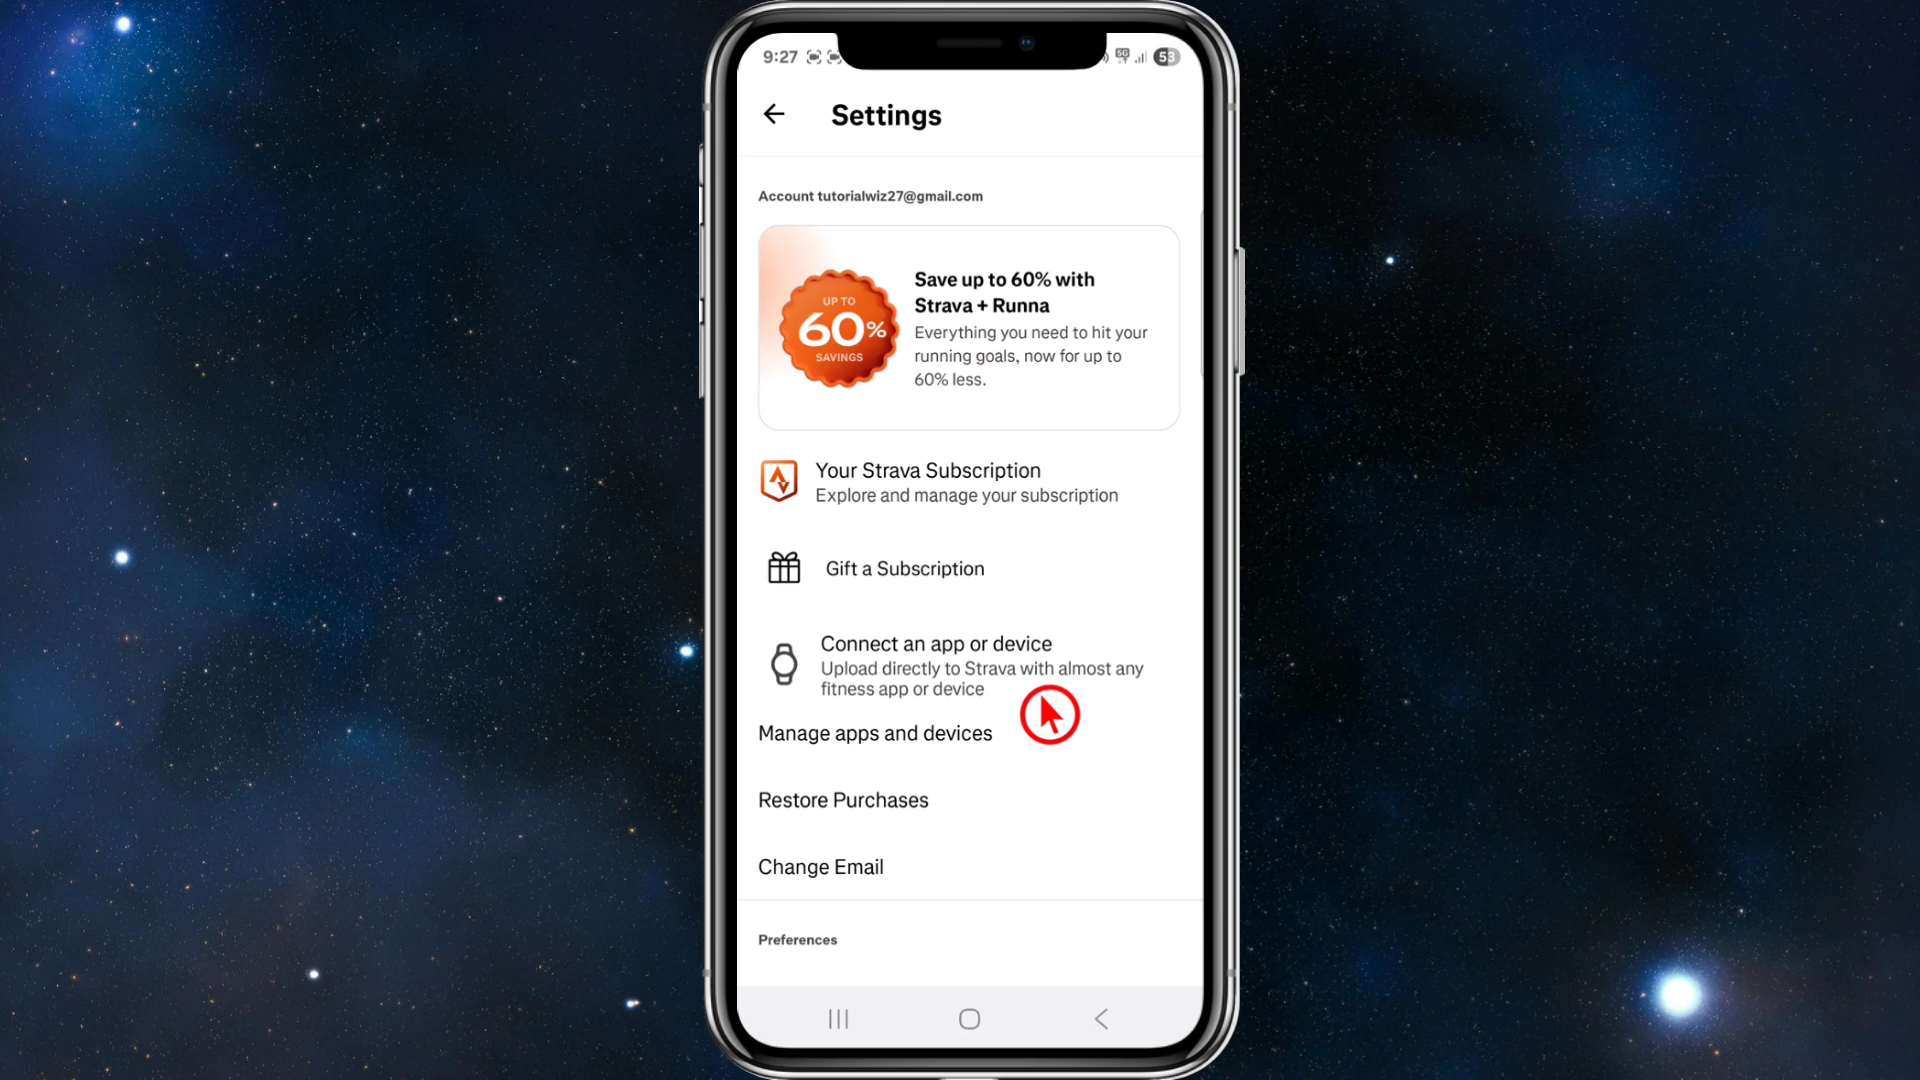 9:27
5G
53
Settings
Account tutorialwiz27@gmail.com
UP TO
60%
SAVINGS
Save up to 60% with
Strava + Runna
Everything you need to hit your
running goals, now for up to
60% less.
Your Strava Subscription
Explore and manage your subscription
Gift a Subscription
Connect an app or device
Upload directly to Strava with almost any
fitness app or device
Manage apps and devices
Restore Purchases
Change Email
Preferences